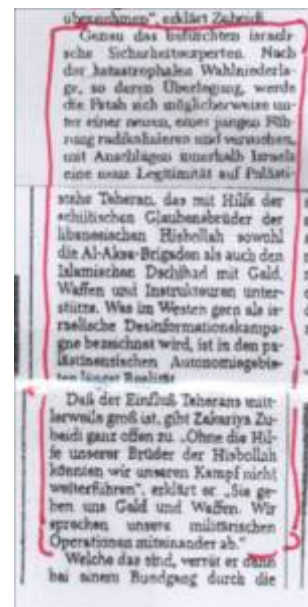 übernehmen", erklärt Zubeidi.
Genau das befürchten israeli-
sche Sicherheitsexperten. Nach
der katastrophalen Wahlniederla-
ge, so deren Überlegung, werde
die Fatah sich möglicherweise un-
ter einer neuen, einer jungen Füh-
rung radikalisieren und versuchen,
mit Anschlägen innerhalb Israels
eine neue Legitimität auf Palästi-
stehe Teheran, das mit Hilfe der
schiitischen Glaubensbrüder der
libanesischen Hisbollah sowohl
die Al-Aksa-Brigaden als auch den
Islamischen Dschihad mit Geld,
Waffen und Instrukteuren unter-
stütze. Was im Westen gern als is-
raelische Desinformationskampa-
gne bezeichnet wird, ist in den pa-
lästinensischen Autonomiegebie-
ten längst Realität.
Daß der Einfluß Teherans mitt-
lerweile groß ist, gibt Zakariya Zu-
beidi ganz offen zu. „Ohne die Hil-
fe unserer Brüder der Hisbollah
könnten wir unseren Kampf nicht
weiterführen", erklärt er. „Sie ge-
ben uns Geld und Waffen. Wir
sprechen unsere militärischen
Operationen miteinander ab."
Welche das sind, verrät er dann
bei einem Rundgang durch die